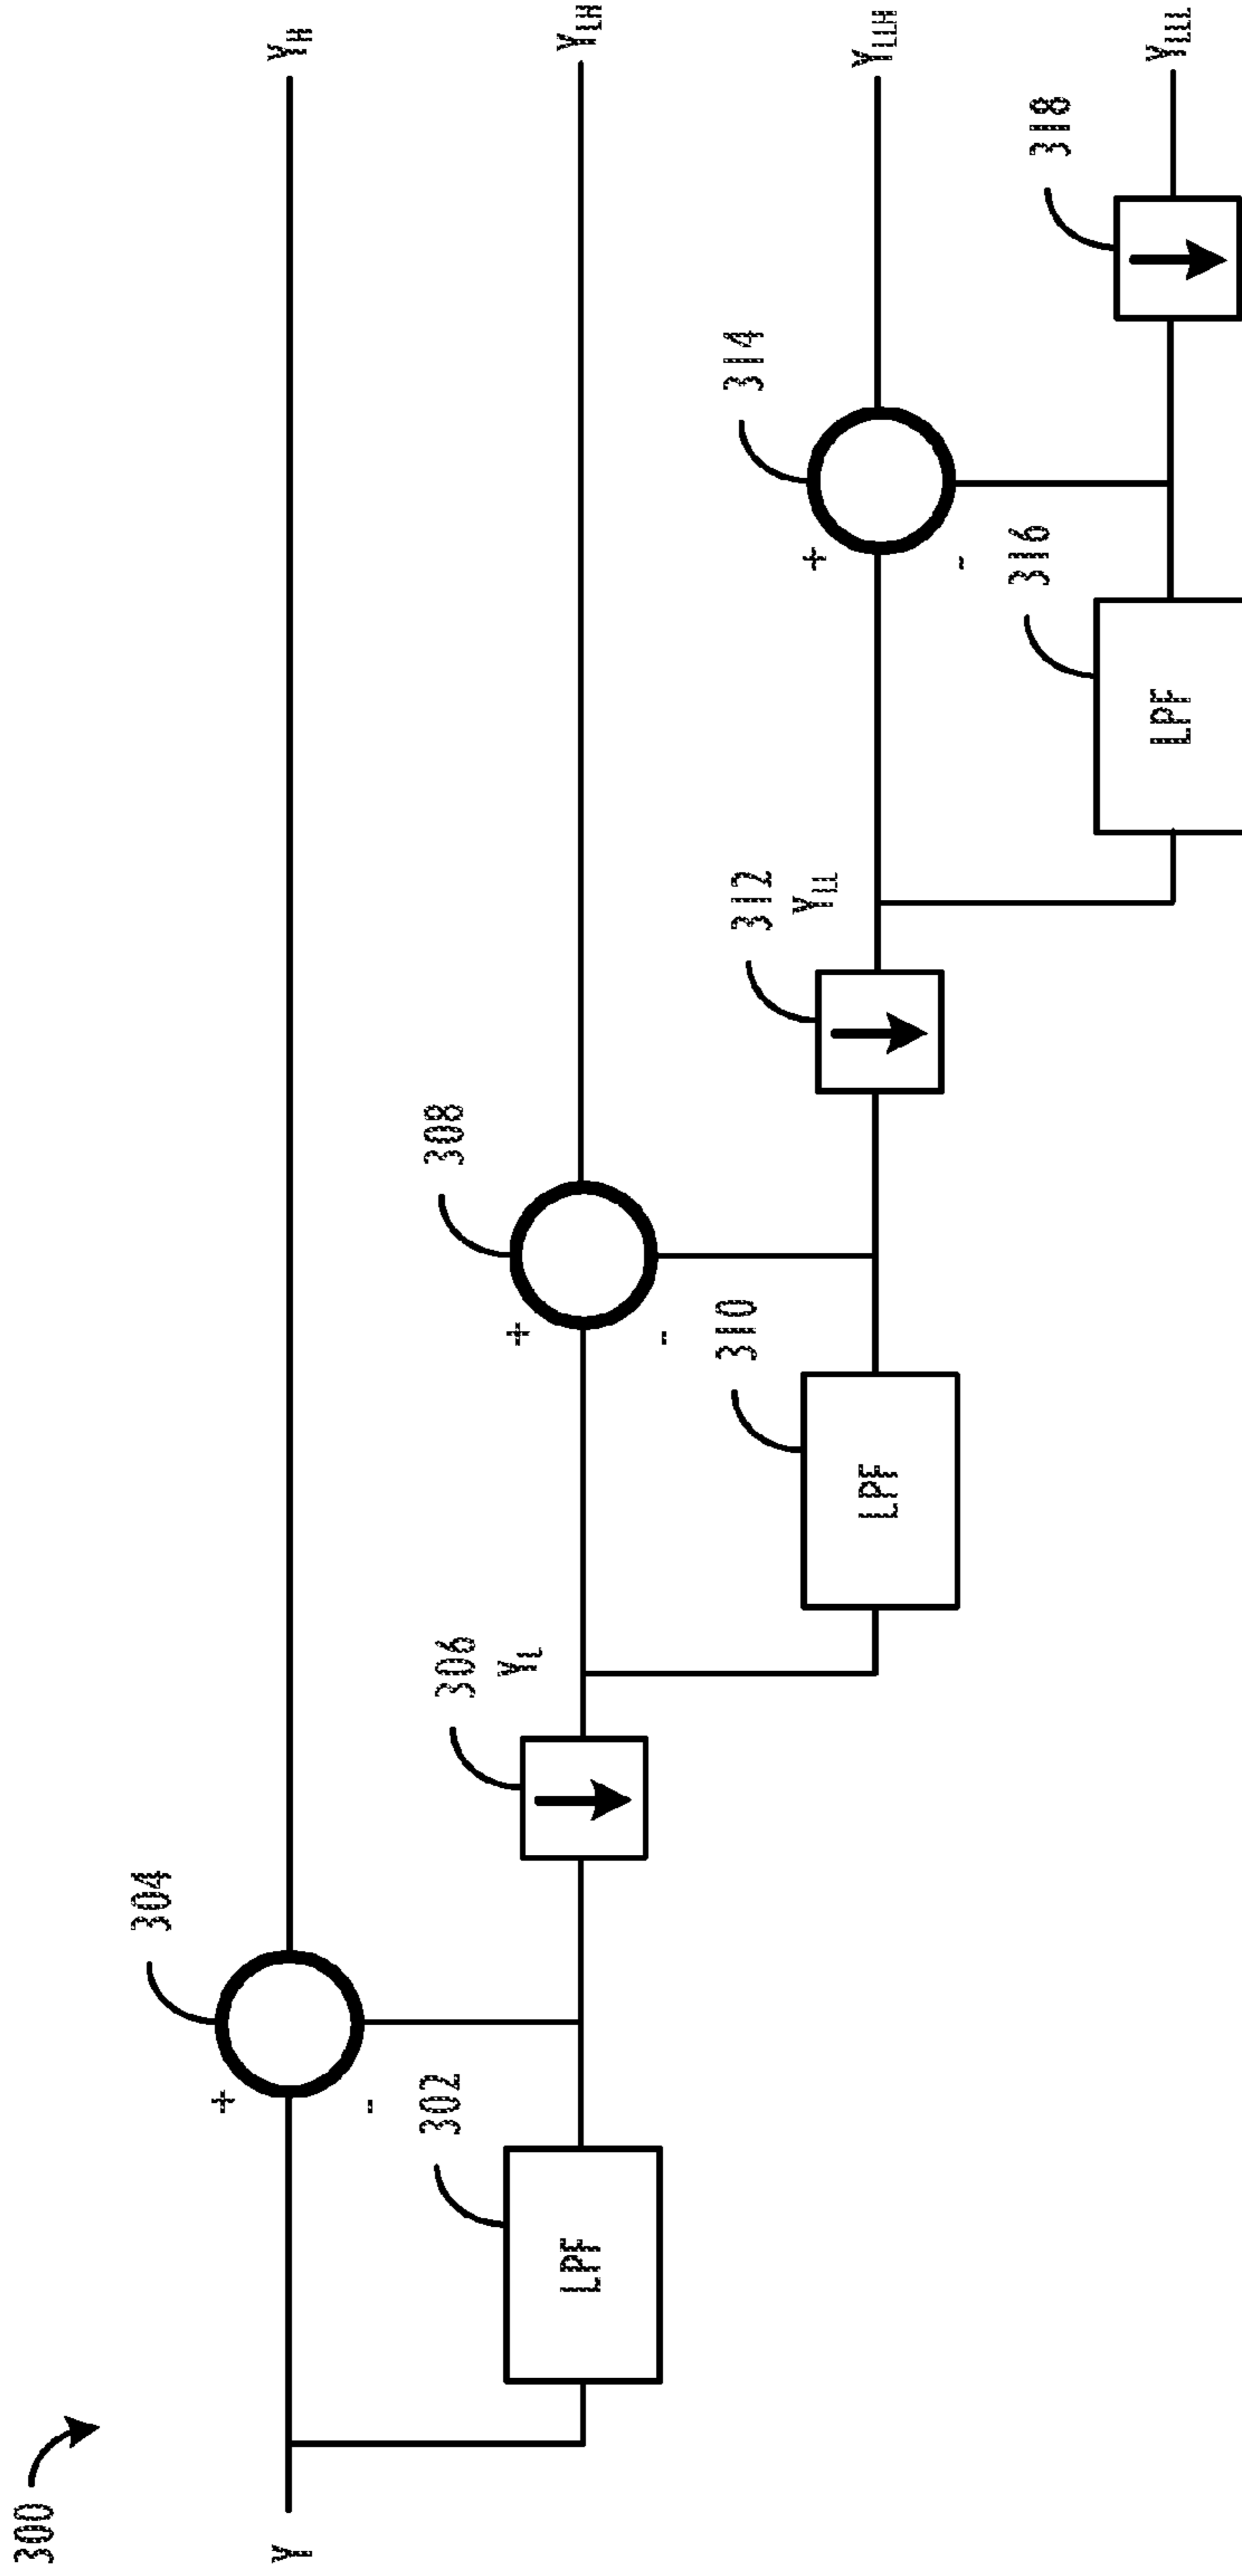 300
Y
304
+
-
Y_H
302
LPF
306
Y_L
308
+
-
Y_LH
310
LPF
312
Y_LL
314
+
-
Y_LLH
316
LPF
318
Y_LLL